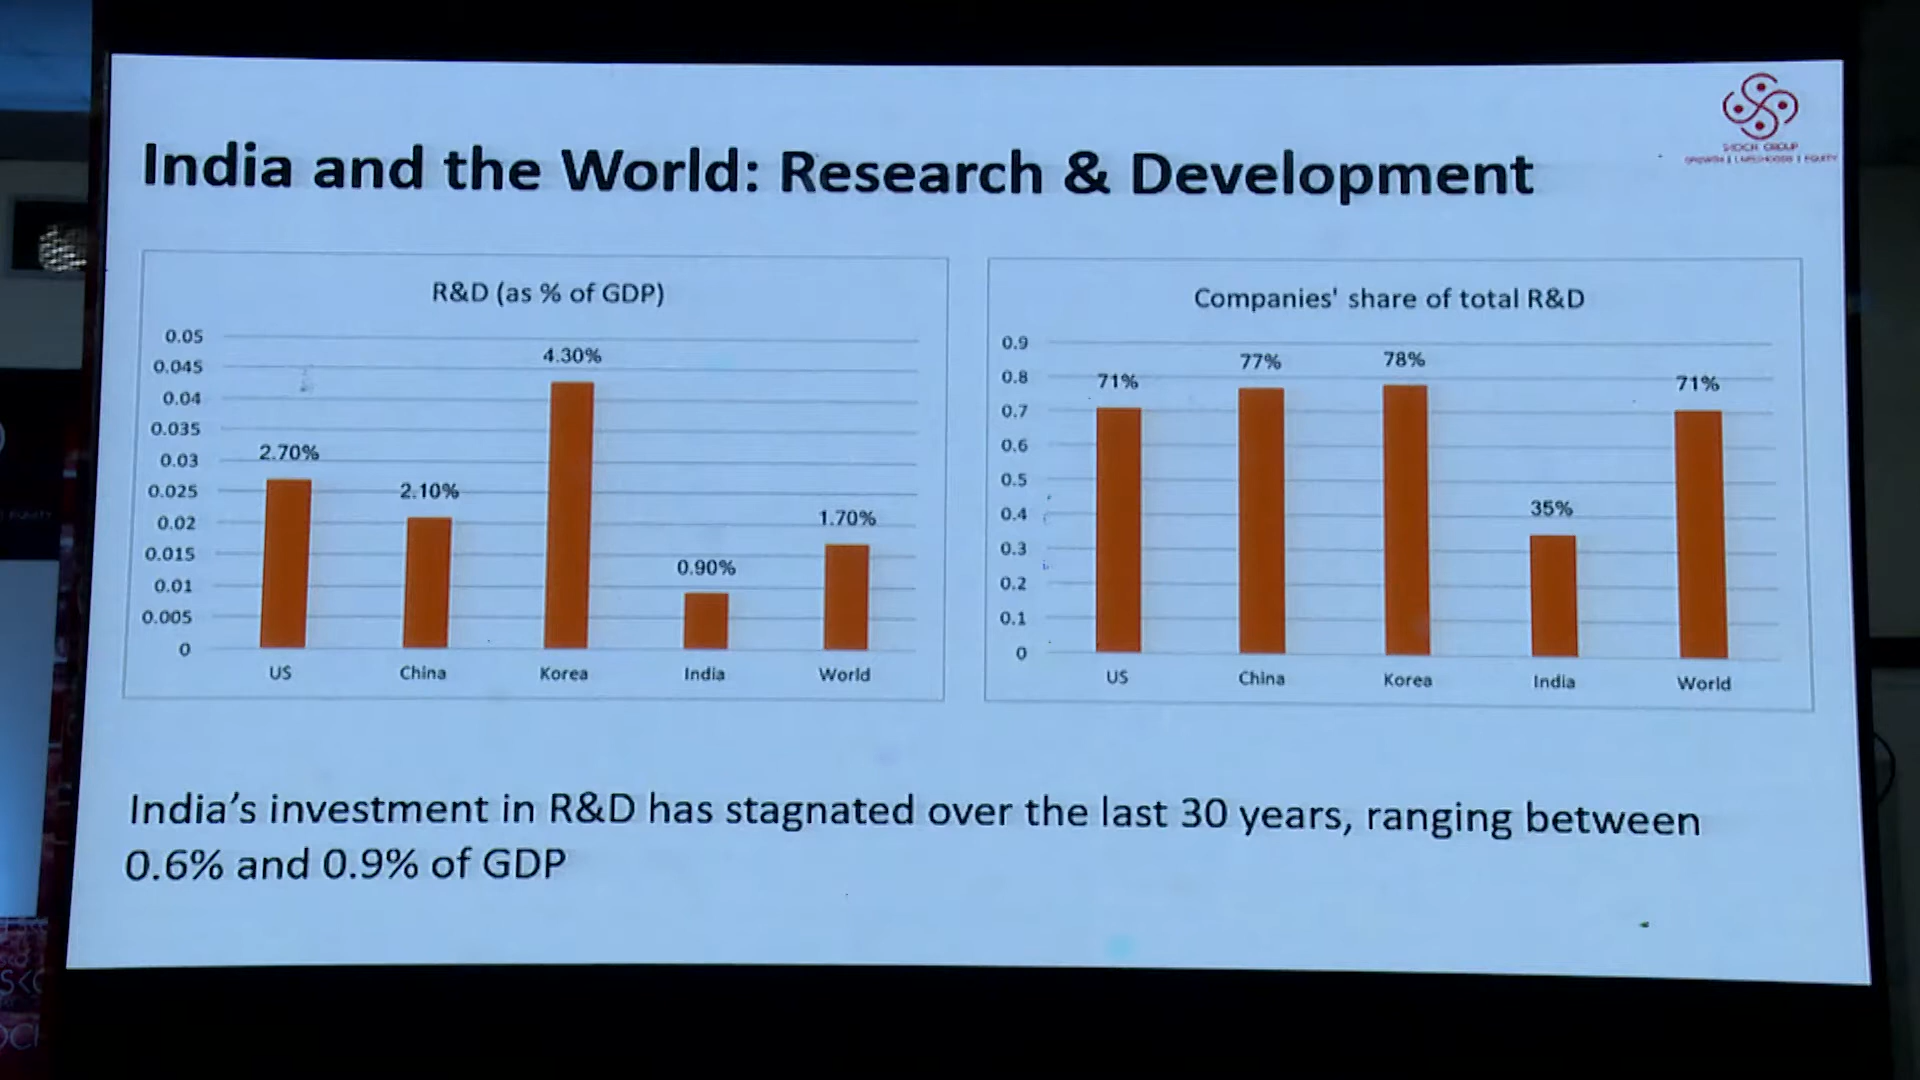 SKOCH GROUP
GROWTH | LIVELIHOODS | EQUITY
India and the World: Research & Development
R&D (as % of GDP)
0.05
0.045
0.04
0.035
0.03
0.025
0.02
0.015
0.01
0.005
0
2.70%
2.10%
4.30%
0.90%
1.70%
US
China
Korea
India
World
Companies' share of total R&D
0.9
0.8
0.7
0.6
0.5
0.4
0.3
0.2
0.1
0
71%
77%
78%
35%
71%
US
China
Korea
India
World
India's investment in R&D has stagnated over the last 30 years, ranging between
0.6% and 0.9% of GDP